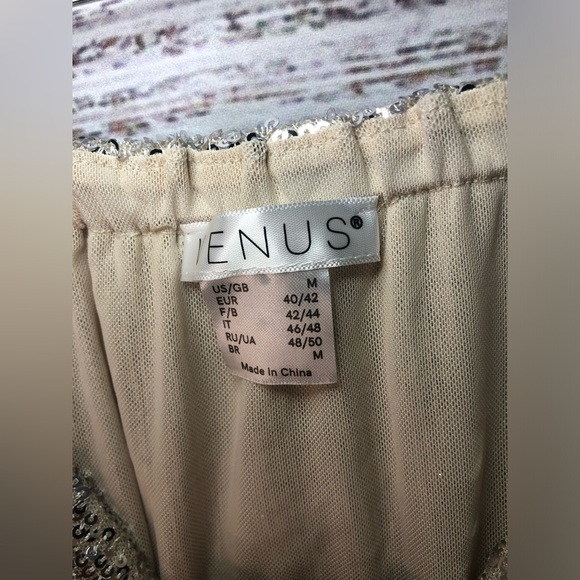 VENUS®
US/GB M
EUR 40/42
F/B 42/44
IT 46/48
RU/UA 48/50
BR M
Made in China